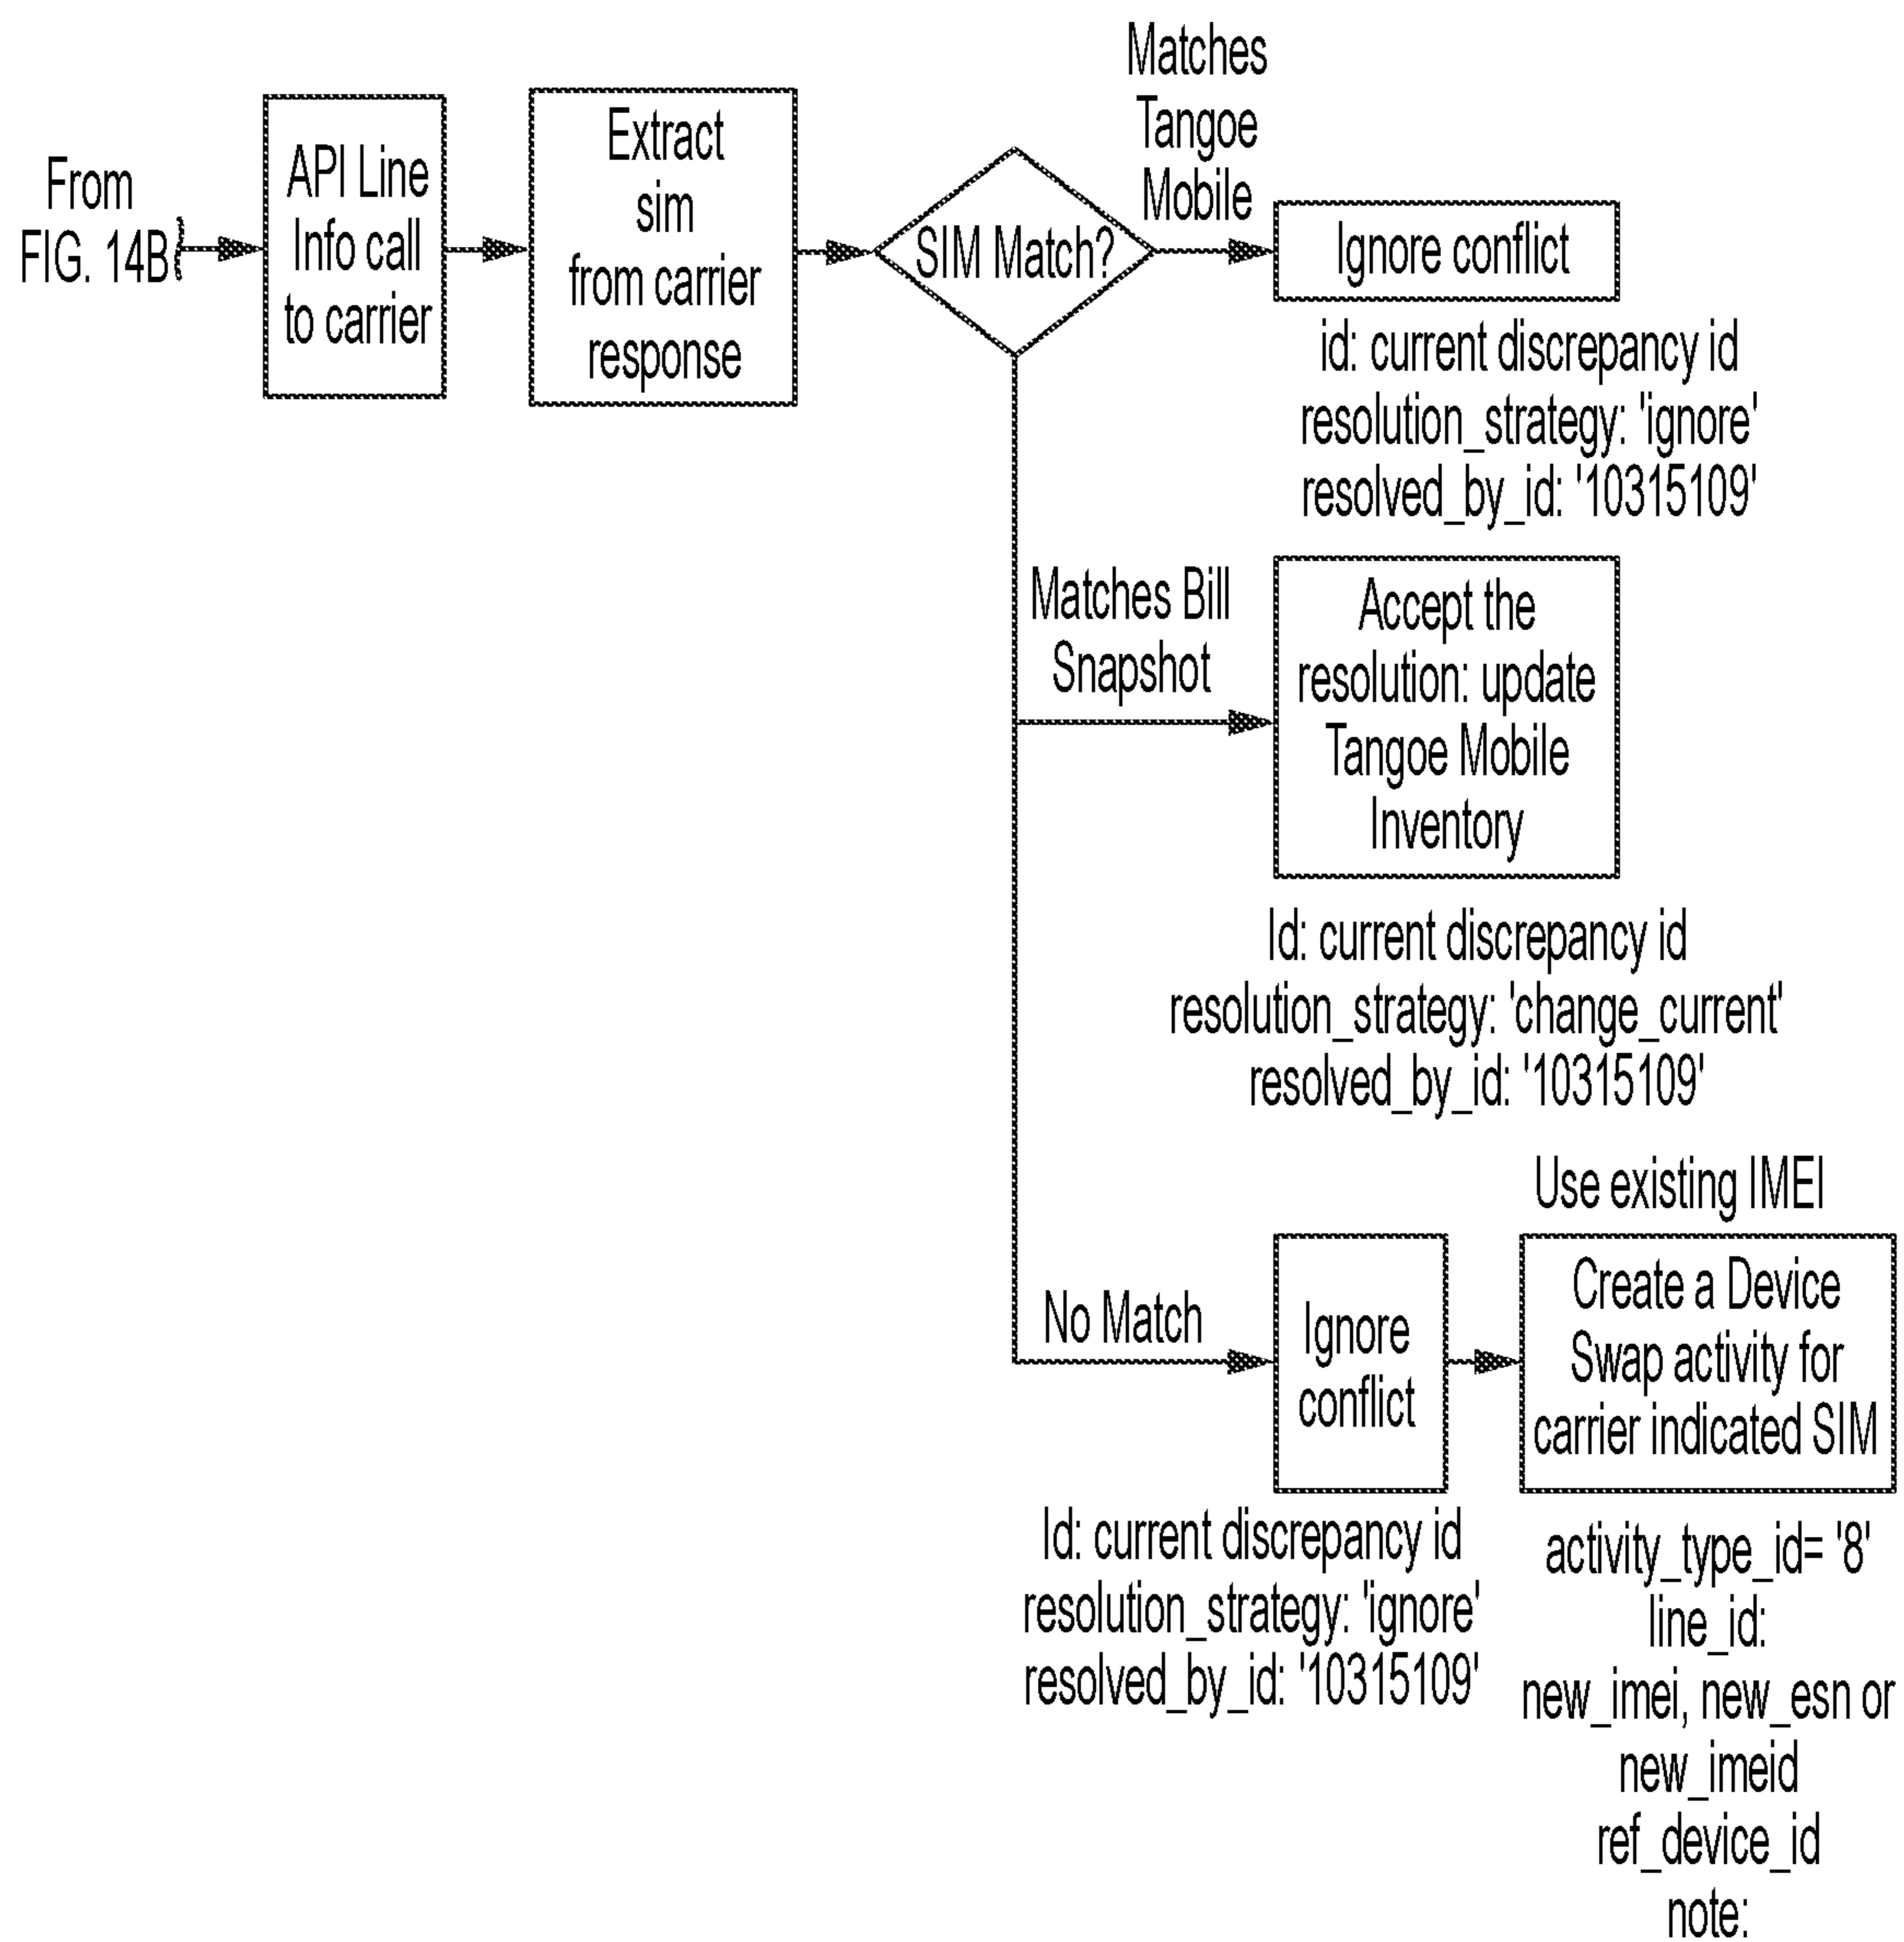 From
FIG. 14B
API Line
Info call
to carrier
Extract
sim
from carrier
response
SIM Match?
Matches
Tangoe
Mobile
Ignore conflict
id: current discrepancy id
resolution_strategy: 'ignore'
resolved_by_id: '10315109'
Matches Bill
Snapshot
Accept the
resolution: update
Tangoe Mobile
Inventory
Id: current discrepancy id
resolution_strategy: 'change_current'
resolved_by_id: '10315109'
No Match
Ignore
conflict
Id: current discrepancy id
resolution_strategy: 'ignore'
resolved_by_id: '10315109'
Use existing IMEI
Create a Device
Swap activity for
carrier indicated SIM
activity_type_id= '8'
line_id:
new_imei, new_esn or
new_imeid
ref_device_id
note: